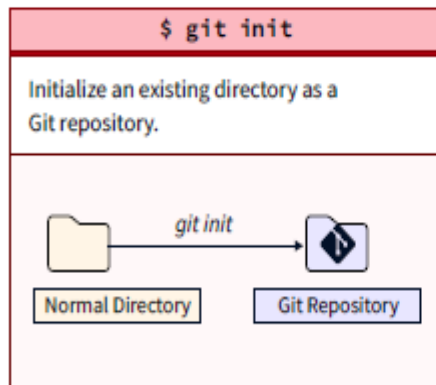 $ git init
Initialize an existing directory as a
Git repository.
git init
Normal Directory
Git Repository